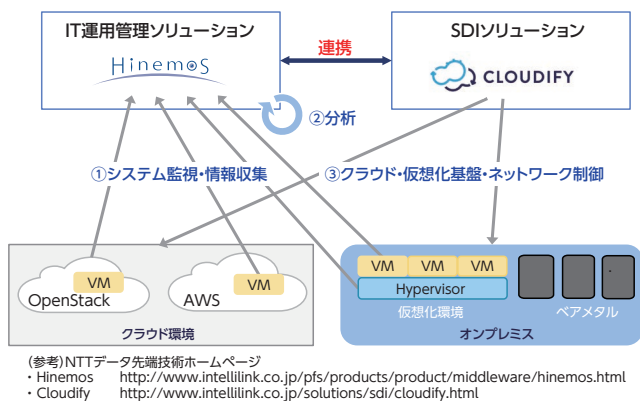 IT運用管理ソリューション
Hinemos
連携
SDIソリューション
CLOUDIFY
②分析
①システム監視・情報収集
③クラウド・仮想化基盤・ネットワーク制御
VM
OpenStack
VM
AWS
クラウド環境
VM VM VM
Hypervisor
仮想化環境
ベアメタル
オンプレミス
(参考)NTTデータ先端技術ホームページ
・Hinemos http://www.intellilink.co.jp/pfs/products/product/middleware/hinemos.html
・Cloudify http://www.intellilink.co.jp/solutions/sdi/cloudify.html